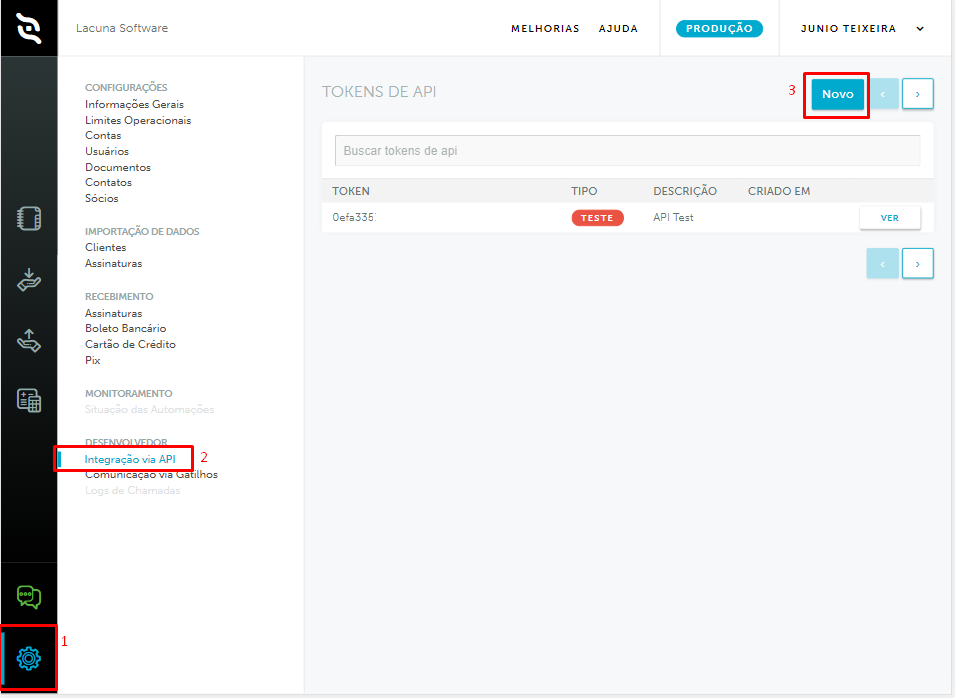 Lacuna Software
MELHORIAS
AJUDA
PRODUÇÃO
JUNIO TEIXEIRA
CONFIGURAÇÕES
Informações Gerais
Limites Operacionais
Contas
Usuários
Documentos
Contatos
Sócios
IMPORTAÇÃO DE DADOS
Clientes
Assinaturas
RECEBIMENTO
Assinaturas
Boleto Bancário
Cartão de Crédito
Pix
MONITORAMENTO
Situação das Automações
DESENVOLVEDOR
Integração via API
2
Comunicação via Gatilhos
Logs de Chamadas
1
TOKENS DE API
3
Novo
‹
›
Buscar tokens de api
TOKEN TIPO DESCRIÇÃO CRIADO EM
0efa335 TESTE API Test VER
‹
›